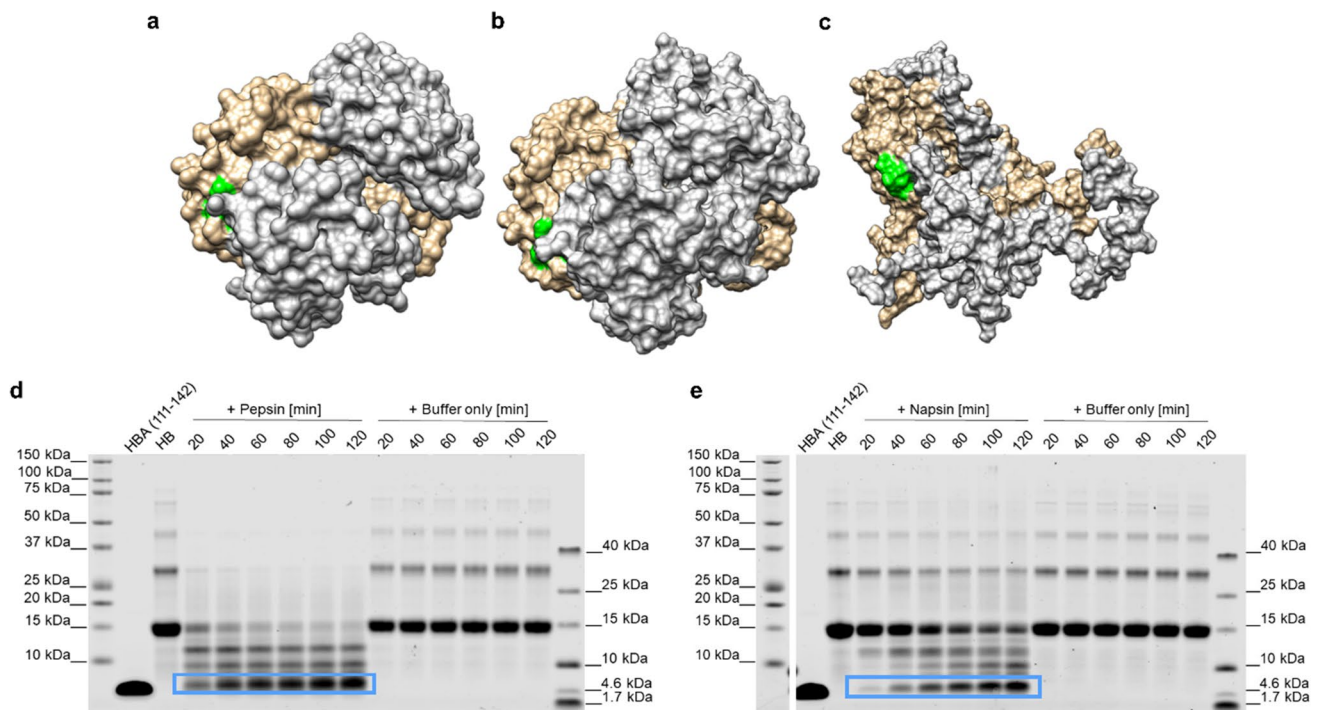 a
b
c
d
HBA (111-142)
HB
+ Pepsin [min]
20 40 60 80 100 120
+ Buffer only [min]
20 40 60 80 100 120
150 kDa
100 kDa
75 kDa
50 kDa
37 kDa
25 kDa
20 kDa
15 kDa
10 kDa
40 kDa
25 kDa
15 kDa
10 kDa
4.6 kDa
1.7 kDa
e
HBA (111-142)
HB
+ Napsin [min]
20 40 60 80 100 120
+ Buffer only [min]
20 40 60 80 100 120
150 kDa
100 kDa
75 kDa
50 kDa
37 kDa
25 kDa
20 kDa
15 kDa
10 kDa
40 kDa
25 kDa
15 kDa
10 kDa
4.6 kDa
1.7 kDa